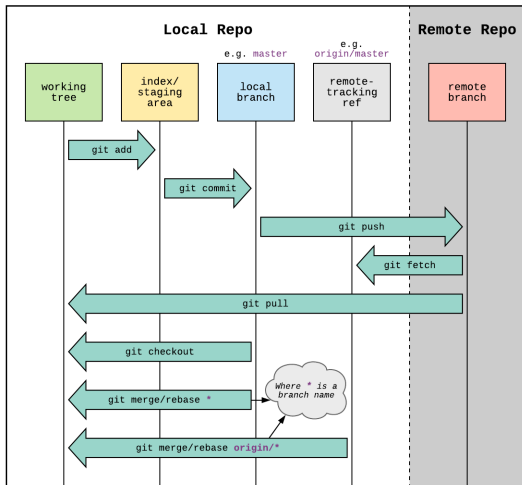 Local Repo
Remote Repo
e.g. master
e.g.
origin/master
working
tree
index/
staging
area
local
branch
remote-
tracking
ref
remote
branch
git add
git commit
git push
git fetch
git pull
git checkout
git merge/rebase *
Where * is a
branch name
git merge/rebase origin/*